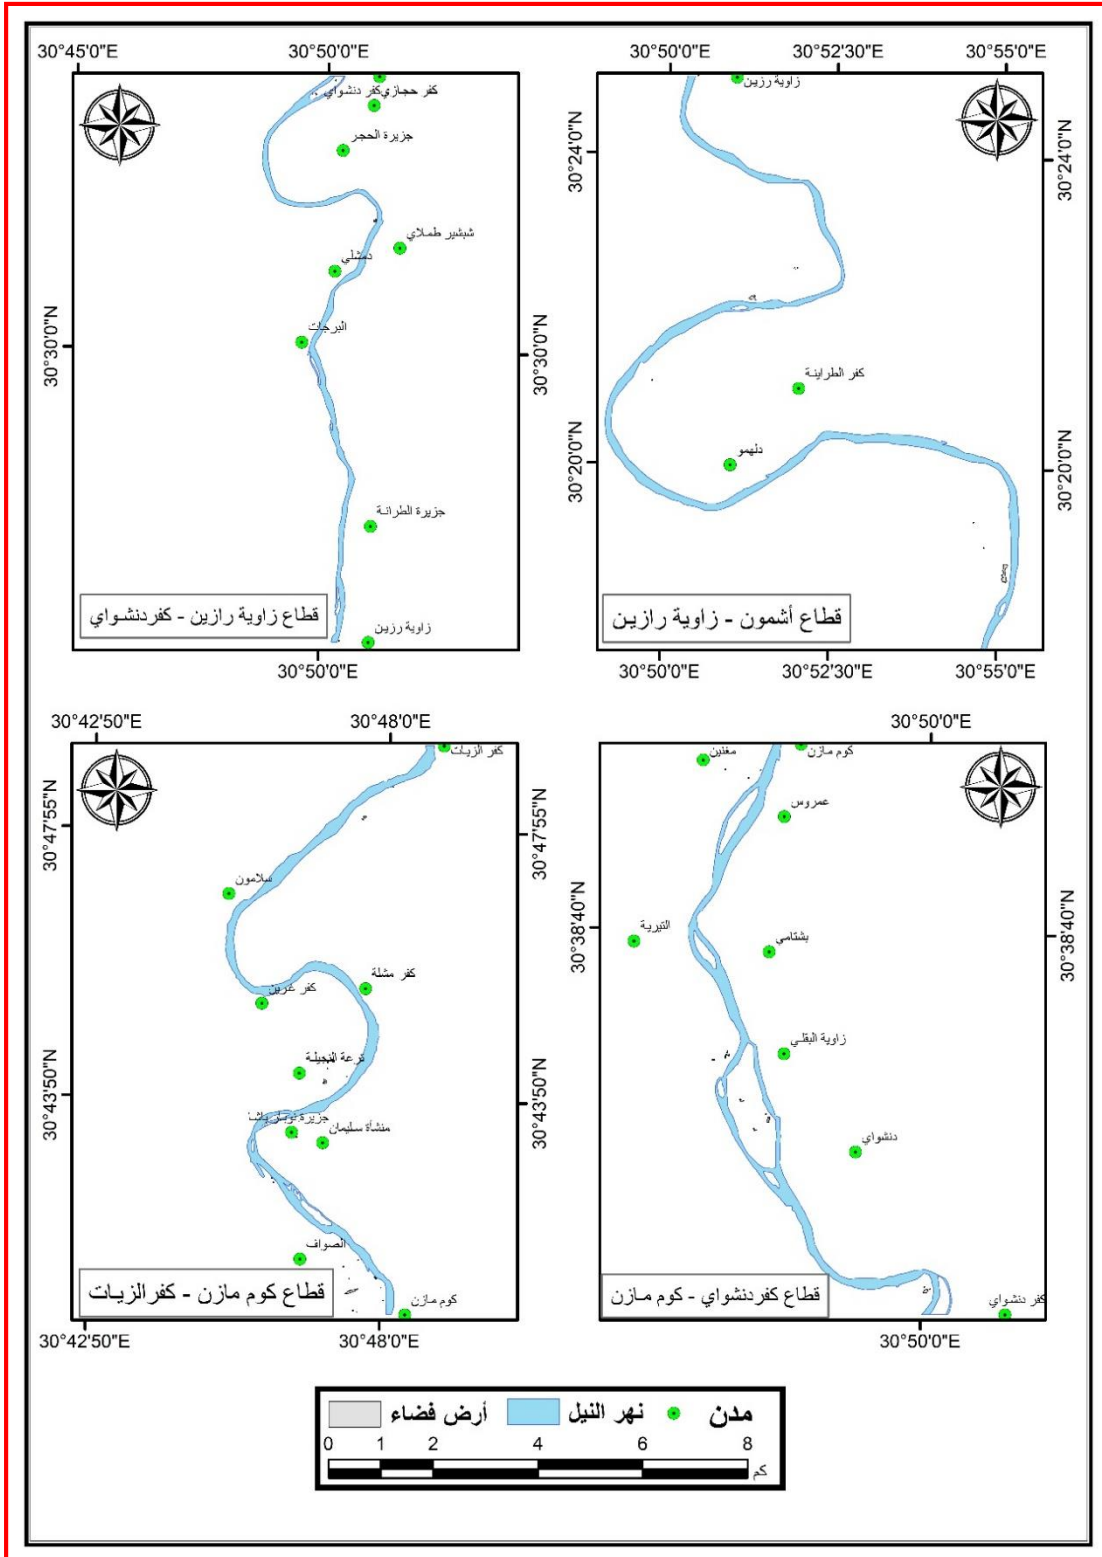 30°45'0"E 30°50'0"E
30°50'0"E 30°52'30"E 30°55'0"E
كفر حجازي
كفر دنشواي
جزيرة الحجر
شبشير طملاي
دمشلي
البرجات
جزيرة الطرانة
زاوية رزين
قطاع زاوية رازين - كفردنشواي
30°30'0"N
30°30'0"N
30°50'0"E
زاوية رزين
كفر الطراينة
دلهمو
قطاع أشمون - زاوية رازين
30°24'0"N
30°20'0"N
30°24'0"N
30°20'0"N
30°50'0"E 30°52'30"E 30°55'0"E
30°42'50"E 30°48'0"E
30°50'0"E
كفر الزيات
سلامون
كفر مشلة
كفر غرين
ترعة النجيلة
جزيرة نوبار باشا
منشأة سليمان
الصواف
كوم مازن
قطاع كوم مازن - كفرالزيات
30°47'55"N
30°43'50"N
30°47'55"N
30°43'50"N
30°42'50"E 30°48'0"E
كوم مازن
مغنين
عمروس
بشتامي
التيرية
زاوية البقلي
دنشواي
كفر دنشواي
قطاع كفردنشواي - كوم مازن
30°38'40"N
30°38'40"N
30°50'0"E
مدن نهر النيل أرض فضاء
0 1 2 4 6 8
كم